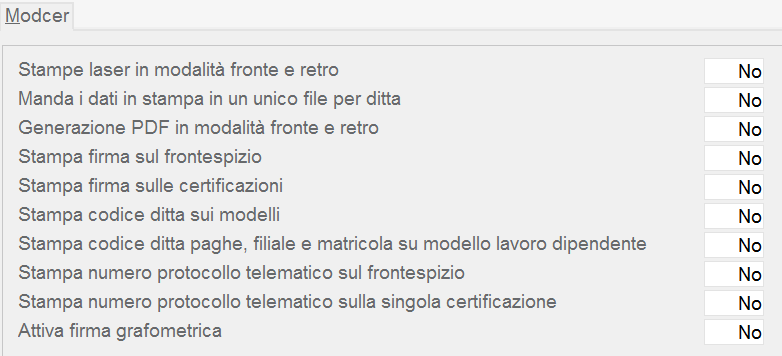 Modcer
Stampe laser in modalità fronte e retro No
Manda i dati in stampa in un unico file per ditta No
Generazione PDF in modalità fronte e retro No
Stampa firma sul frontespizio No
Stampa firma sulle certificazioni No
Stampa codice ditta sui modelli No
Stampa codice ditta paghe, filiale e matricola su modello lavoro dipendente No
Stampa numero protocollo telematico sul frontespizio No
Stampa numero protocollo telematico sulla singola certificazione No
Attiva firma grafometrica No